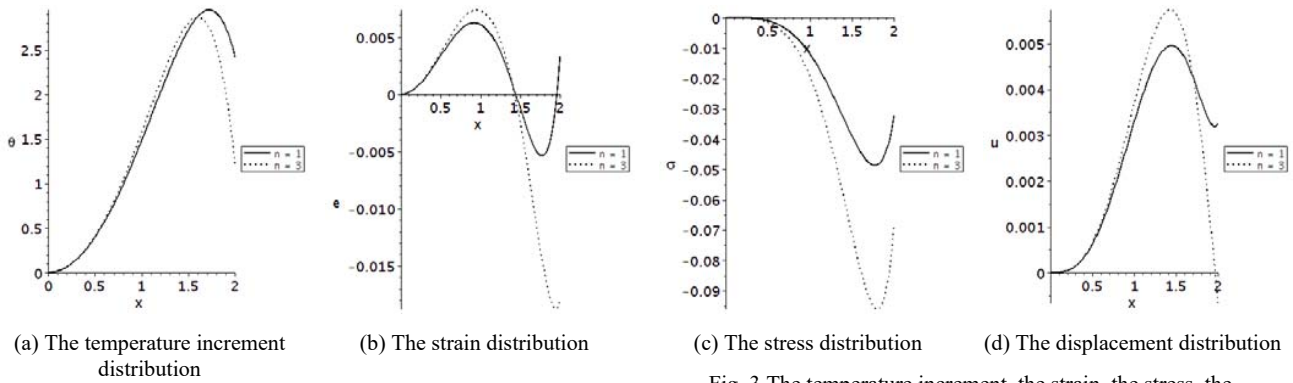 2.5
2
1.5
θ
1
0.5
0
0 0.5 1 1.5 2
x
n = 1
n = 3
(a) The temperature increment
distribution
0.005
0
0.5 1 1.5 2
x
-0.005
e -0.010
-0.015
n = 1
n = 3
(b) The strain distribution
0
0.5 1 1.5 2
x
-0.01
-0.02
-0.03
-0.04
σ
-0.05
-0.06
-0.07
-0.08
-0.09
n = 1
n = 3
(c) The stress distribution
0.005
0.004
0.003
u
0.002
0.001
0
0.5 1 1.5 2
x
n = 1
n = 3
(d) The displacement distribution
Fig. 3 The temperature increment, the strain, the stress, the